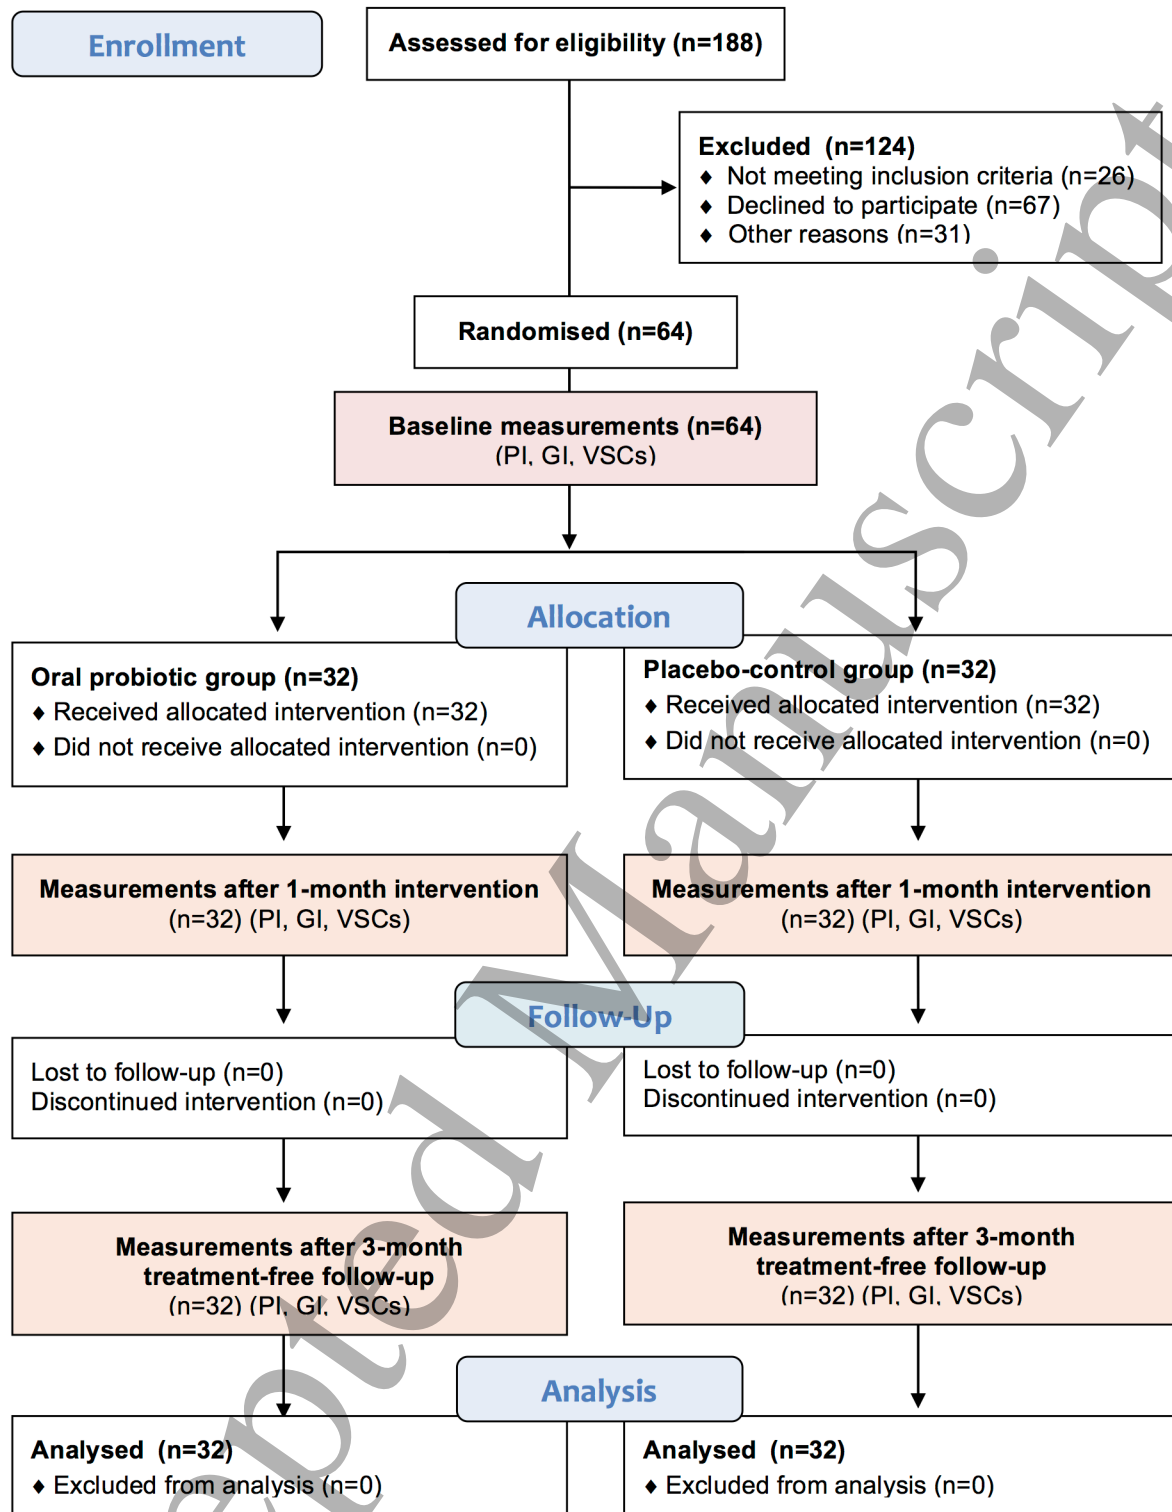 Enrollment
Assessed for eligibility (n=188)
Excluded (n=124)
♦ Not meeting inclusion criteria (n=26)
♦ Declined to participate (n=67)
♦ Other reasons (n=31)
Randomised (n=64)
Baseline measurements (n=64)
(PI, GI, VSCs)
Allocation
Oral probiotic group (n=32)
♦ Received allocated intervention (n=32)
♦ Did not receive allocated intervention (n=0)
Placebo-control group (n=32)
♦ Received allocated intervention (n=32)
♦ Did not receive allocated intervention (n=0)
Measurements after 1-month intervention
(n=32) (PI, GI, VSCs)
Measurements after 1-month intervention
(n=32) (PI, GI, VSCs)
Follow-Up
Lost to follow-up (n=0)
Discontinued intervention (n=0)
Lost to follow-up (n=0)
Discontinued intervention (n=0)
Measurements after 3-month
treatment-free follow-up
(n=32) (PI, GI, VSCs)
Measurements after 3-month
treatment-free follow-up
(n=32) (PI, GI, VSCs)
Analysis
Analysed (n=32)
♦ Excluded from analysis (n=0)
Analysed (n=32)
♦ Excluded from analysis (n=0)
epted Manuscript